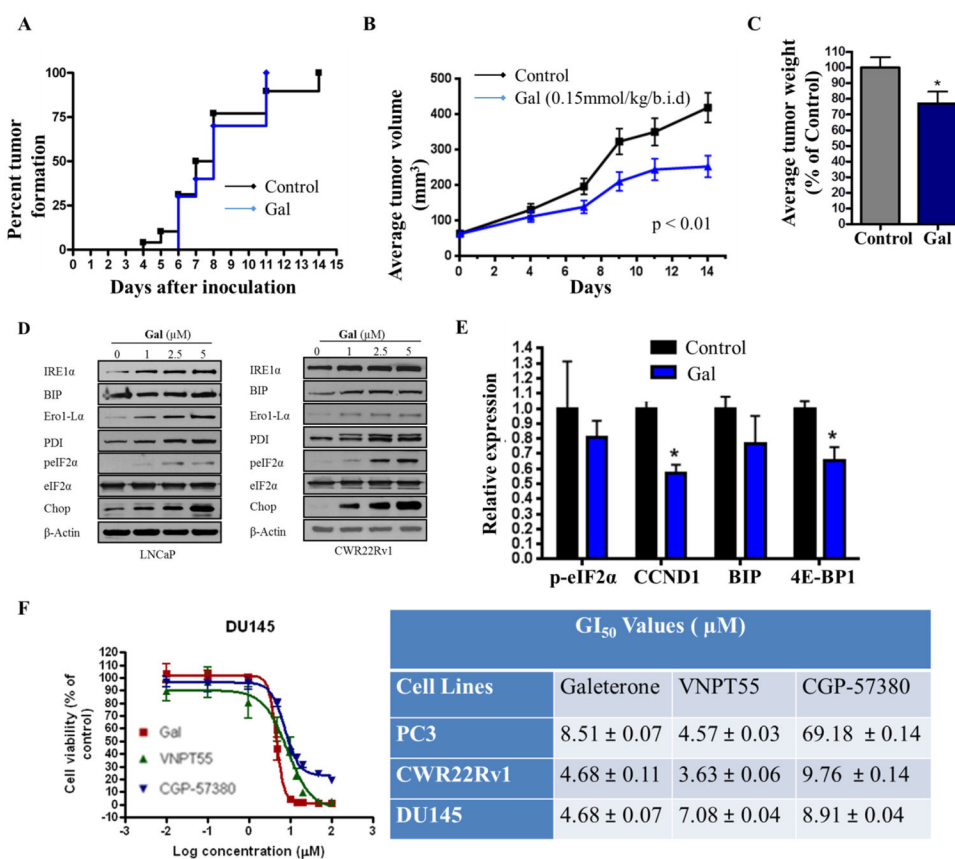 A
Percent tumor
formation
100
75
50
25
0
Control
Gal
0 1 2 3 4 5 6 7 8 9 10 11 12 13 14 15
Days after inoculation
B
Average tumor volume
(mm³)
500
400
300
200
100
0
Control
Gal (0.15mmol/kg/b.i.d)
p < 0.01
0 2 4 6 8 10 12 14
Days
C
Average tumor weight
(% of Control)
110
100
90
80
70
60
50
40
30
20
10
0
*
Control Gal
D
Gal (µM)
0 1 2.5 5
IRE1α
BIP
Ero1-Lα
PDI
peIF2α
eIF2α
Chop
β-Actin
LNCaP
Gal (µM)
0 1 2.5 5
IRE1α
BIP
Ero1-Lα
PDI
peIF2α
eIF2α
Chop
β-Actin
CWR22Rv1
E
Relative expression
1.4
1.3
1.2
1.1
1.0
0.9
0.8
0.7
0.6
0.5
0.4
0.3
0.2
0.1
0.0
Control
Gal
* *
p-eIF2α CCND1 BIP 4E-BP1
F
DU145
Cell viability (% of
control)
120
110
100
90
80
70
60
50
40
30
20
10
0
-10
Gal
VNPT55
CGP-57380
-3 -2 -1 0 1 2 3
Log concentration (µM)
GI50 Values ( µM)
Cell Lines Galeterone VNPT55 CGP-57380
PC3 8.51 ± 0.07 4.57 ± 0.03 69.18 ± 0.14
CWR22Rv1 4.68 ± 0.11 3.63 ± 0.06 9.76 ± 0.14
DU145 4.68 ± 0.07 7.08 ± 0.04 8.91 ± 0.04